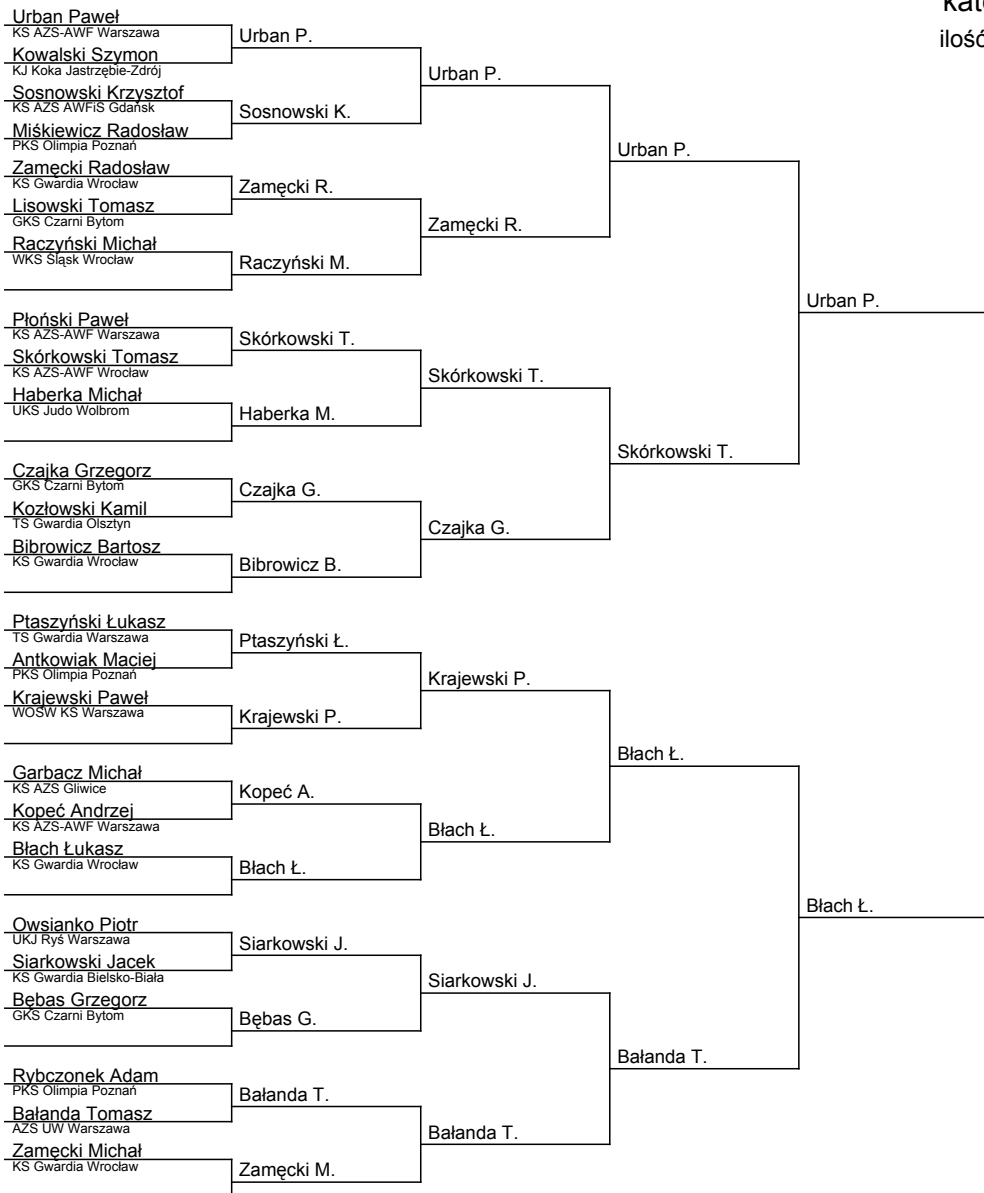 kate
ilość
Urban Paweł
KS AZS-AWF Warszawa
Kowalski Szymon
KJ Koka Jastrzębie-Zdrój
Sosnowski Krzysztof
KS AZS AWFiS Gdańsk
Miśkiewicz Radosław
PKS Olimpia Poznań
Zamęcki Radosław
KS Gwardia Wrocław
Lisowski Tomasz
GKS Czarni Bytom
Raczyński Michał
WKS Śląsk Wrocław
Płoński Paweł
KS AZS-AWF Warszawa
Skórkowski Tomasz
KS AZS-AWF Wrocław
Haberka Michał
UKS Judo Wolbrom
Czajka Grzegorz
GKS Czarni Bytom
Kozłowski Kamil
TS Gwardia Olsztyn
Bibrowicz Bartosz
KS Gwardia Wrocław
Ptaszyński Łukasz
TS Gwardia Warszawa
Antkowiak Maciej
PKS Olimpia Poznań
Krajewski Paweł
WOSW KS Warszawa
Garbacz Michał
KS AZS Gliwice
Kopeć Andrzej
KS AZS-AWF Warszawa
Błach Łukasz
KS Gwardia Wrocław
Owsianko Piotr
UKJ Ryś Warszawa
Siarkowski Jacek
KS Gwardia Bielsko-Biała
Bębas Grzegorz
GKS Czarni Bytom
Rybczonek Adam
PKS Olimpia Poznań
Bałanda Tomasz
AZS UW Warszawa
Zamęcki Michał
KS Gwardia Wrocław
Urban P.
Sosnowski K.
Zamęcki R.
Raczyński M.
Skórkowski T.
Haberka M.
Czajka G.
Bibrowicz B.
Ptaszyński Ł.
Krajewski P.
Kopeć A.
Błach Ł.
Siarkowski J.
Bębas G.
Bałanda T.
Zamęcki M.
Urban P.
Zamęcki R.
Skórkowski T.
Czajka G.
Krajewski P.
Błach Ł.
Siarkowski J.
Bałanda T.
Urban P.
Skórkowski T.
Błach Ł.
Bałanda T.
Urban P.
Błach Ł.